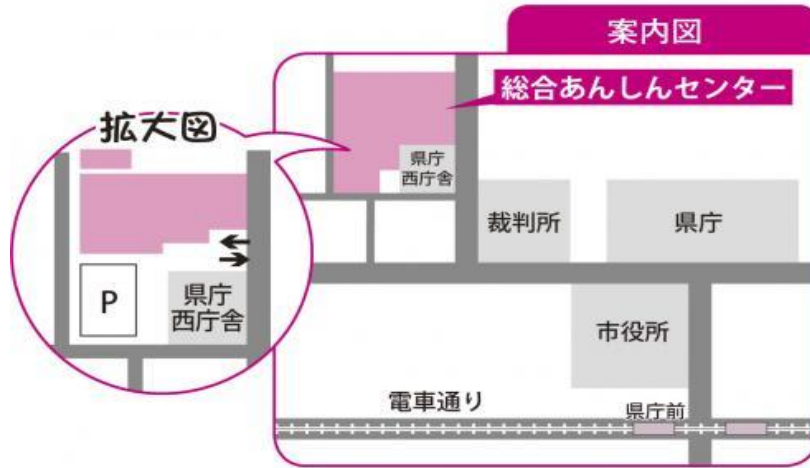 案内図
総合あんしんセンター
拡大図
県庁
西庁舎
裁判所
県庁
P
県庁
西庁舎
市役所
電車通り
県庁前